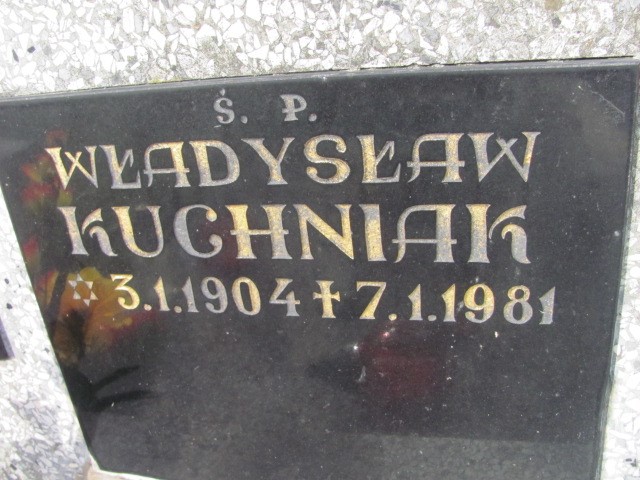 Ś. P.
WŁADYSŁAW
KUCHNIAK
✡ 3.1.1904 ✝ 7.1.1981